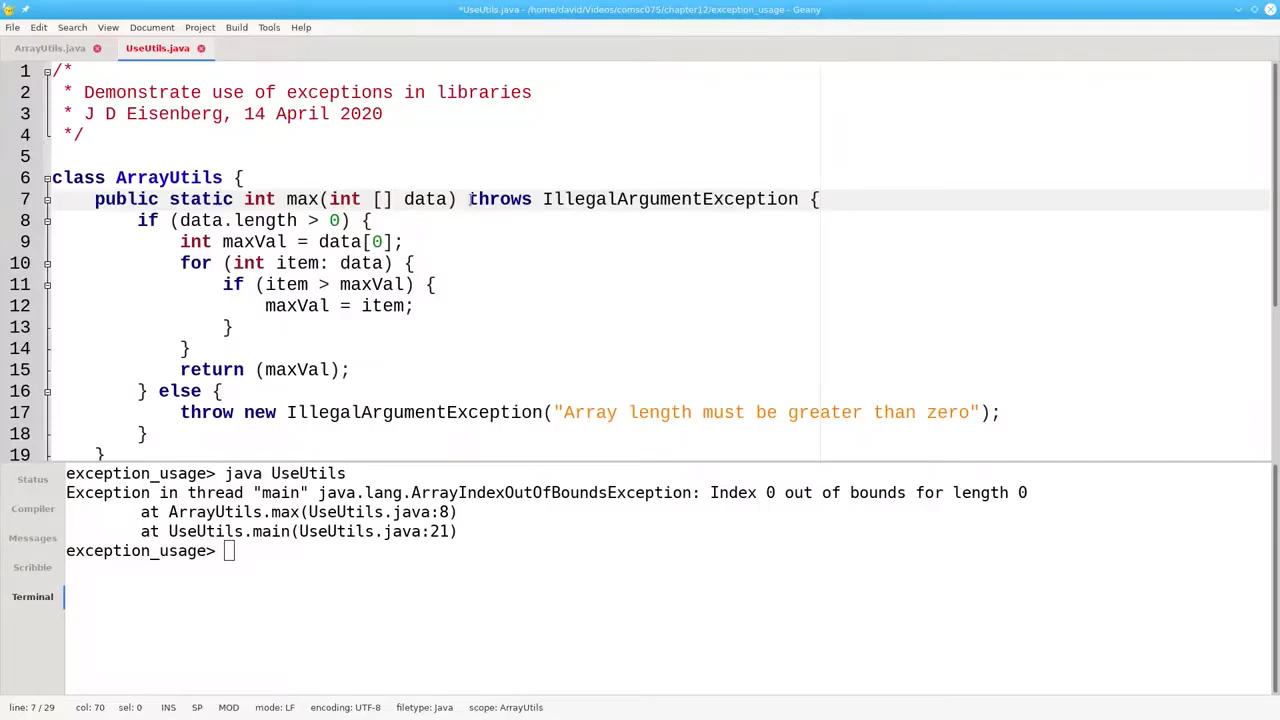 *UseUtils.java - /home/david/Videos/comsc075/chapter12/exception_usage - Geany
File Edit Search View Document Project Build Tools Help
ArrayUtils.java UseUtils.java
1 /*
2  * Demonstrate use of exceptions in libraries
3  * J D Eisenberg, 14 April 2020
4  */
5
6 class ArrayUtils {
7     public static int max(int [] data) throws IllegalArgumentException {
8         if (data.length > 0) {
9             int maxVal = data[0];
10             for (int item: data) {
11                 if (item > maxVal) {
12                     maxVal = item;
13                 }
14             }
15             return (maxVal);
16         } else {
17             throw new IllegalArgumentException("Array length must be greater than zero");
18         }
19     }
Status
Compiler
Messages
Scribble
Terminal
exception_usage> java UseUtils
Exception in thread "main" java.lang.ArrayIndexOutOfBoundsException: Index 0 out of bounds for length 0
        at ArrayUtils.max(UseUtils.java:8)
        at UseUtils.main(UseUtils.java:21)
exception_usage>
line: 7 / 29 col: 70 sel: 0 INS SP MOD mode: LF encoding: UTF-8 filetype: Java scope: ArrayUtils